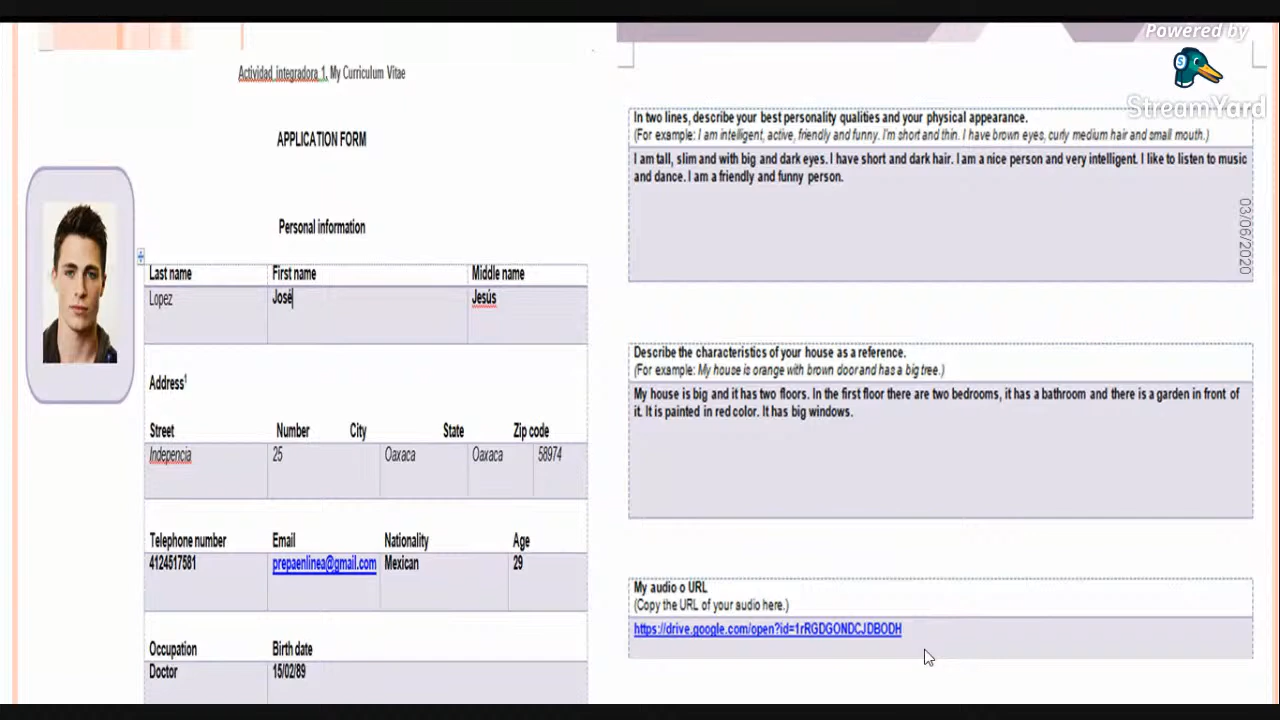 Actividad integradora 1, My Curriculum Vitae
APPLICATION FORM
Personal information
Last name First name Middle name
Lopez José Jesús
Address¹
Street Number City State Zip code
Indepencia 25 Oaxaca Oaxaca 58974
Telephone number Email Nationality Age
4124517581 prepaenlinea@gmail.com Mexican 29
Occupation Birth date
Doctor 15/02/89
Powered by
StreamYard
In two lines, describe your best personality qualities and your physical appearance.
(For example: I am intelligent, active, friendly and funny. I'm short and thin. I have brown eyes, curly medium hair and small mouth.)
I am tall, slim and with big and dark eyes. I have short and dark hair. I am a nice person and very intelligent. I like to listen to music
and dance. I am a friendly and funny person.
03/06/2020
Describe the characteristics of your house as a reference.
(For example: My house is orange with brown door and has a big tree.)
My house is big and it has two floors. In the first floor there are two bedrooms, it has a bathroom and there is a garden in front of
it. It is painted in red color. It has big windows.
My audio o URL
(Copy the URL of your audio here.)
https://drive.google.com/open?id=1rRGDGONDCJDBODH